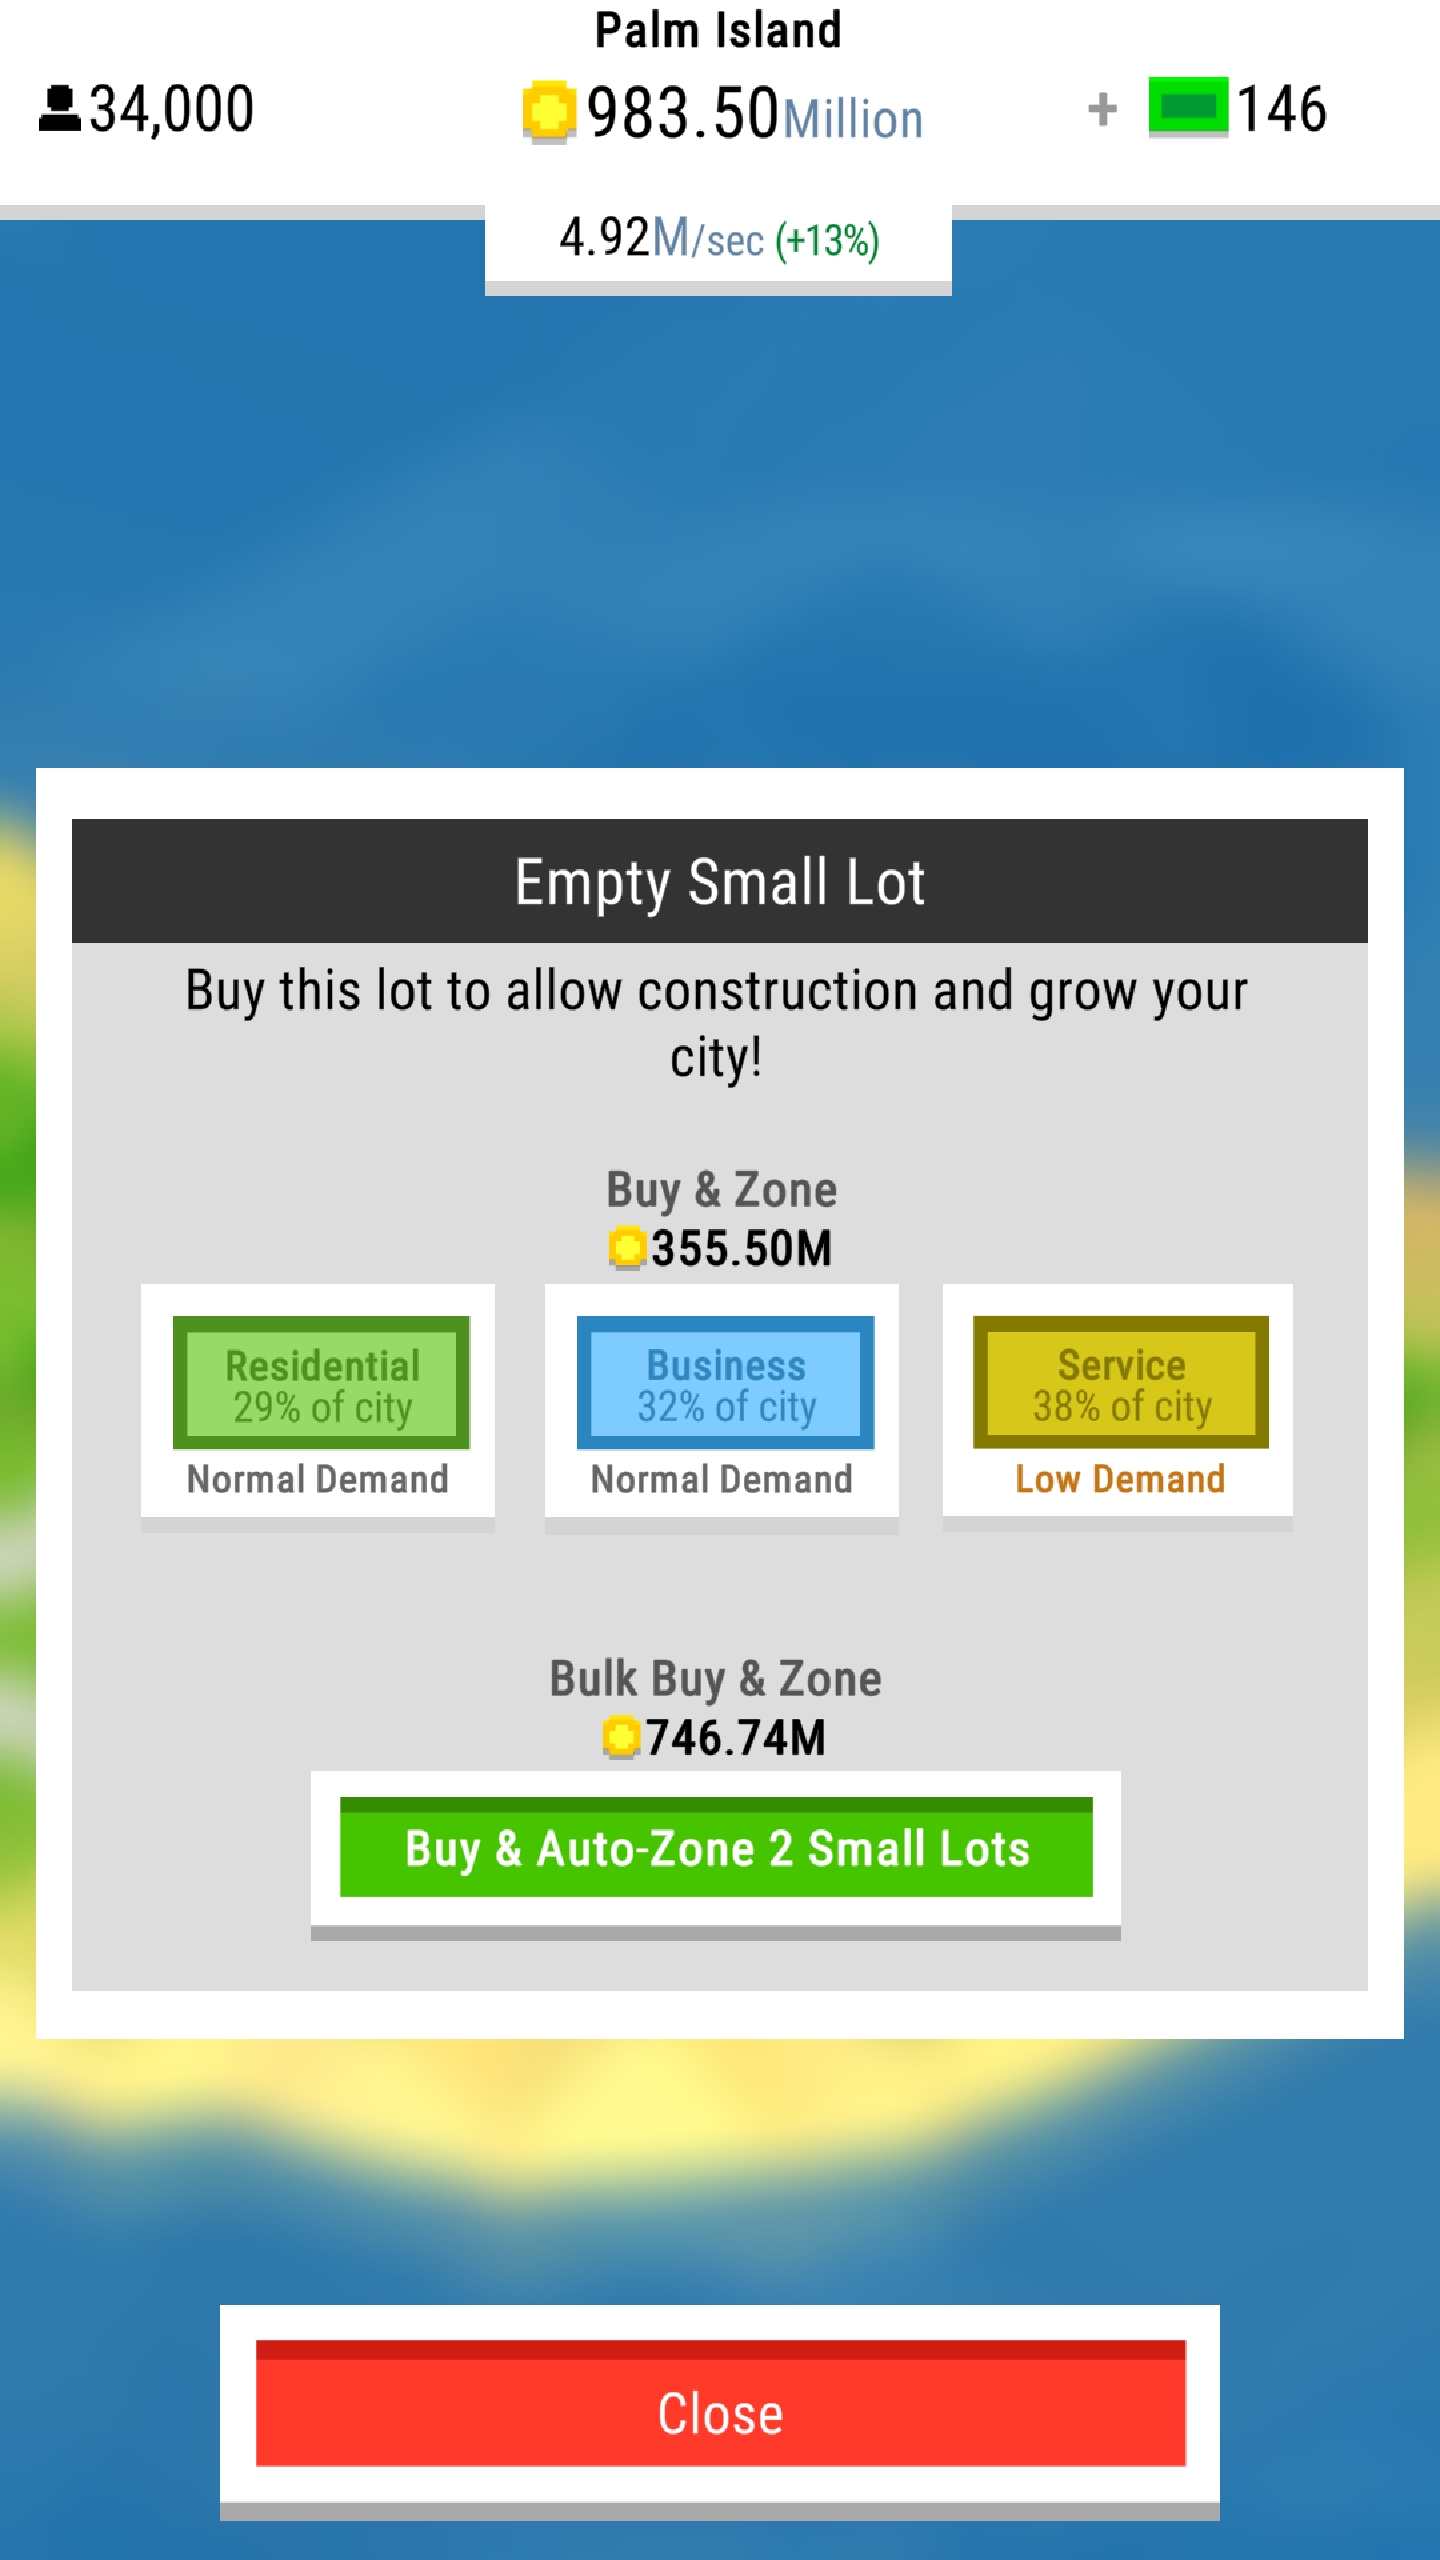 Palm Island
34,000
983.50Million
+ 146
4.92M/sec (+13%)
Empty Small Lot
Buy this lot to allow construction and grow your
city!
Buy & Zone
355.50M
Residential
29% of city
Normal Demand
Business
32% of city
Normal Demand
Service
38% of city
Low Demand
Bulk Buy & Zone
746.74M
Buy & Auto-Zone 2 Small Lots
Close